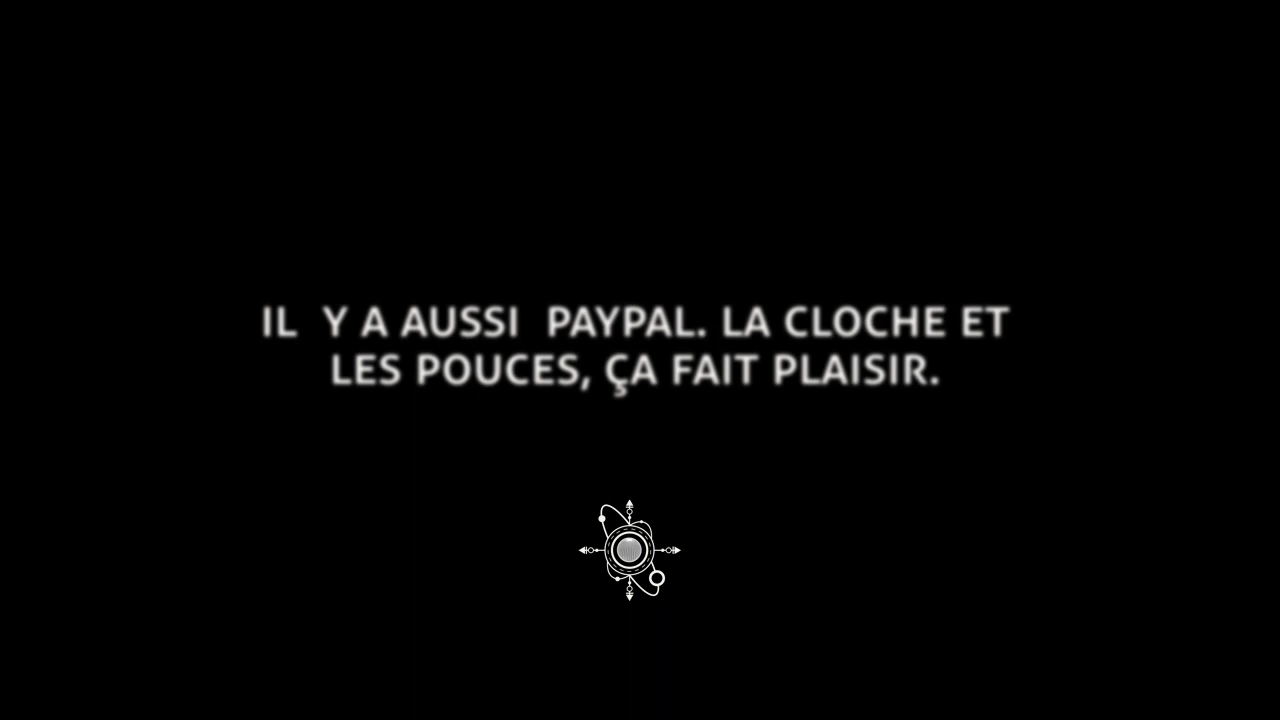 IL Y A AUSSI PAYPAL. LA CLOCHE ET
LES POUCES, ÇA FAIT PLAISIR.